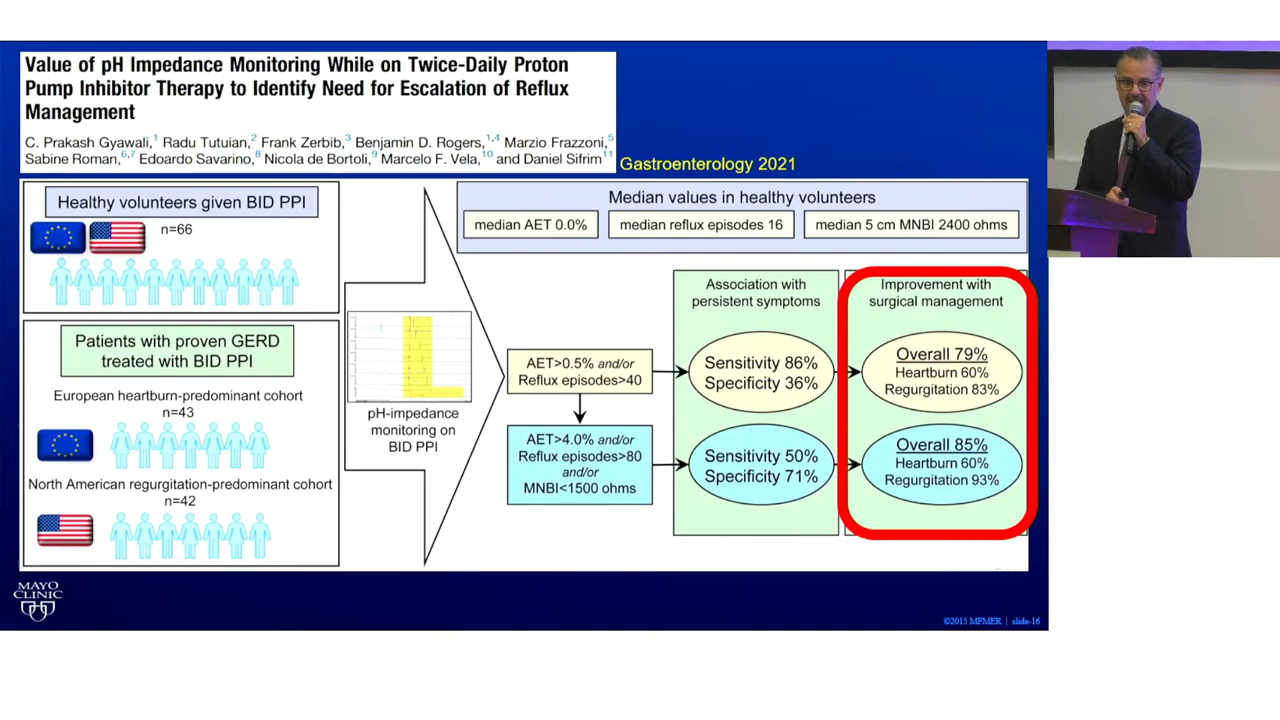 Value of pH Impedance Monitoring While on Twice-Daily Proton
Pump Inhibitor Therapy to Identify Need for Escalation of Reflux
Management
C. Prakash Gyawali,1 Radu Tutuian,2 Frank Zerbib,3 Benjamin D. Rogers,1,4 Marzio Frazzoni,5
Sabine Roman,6,7 Edoardo Savarino,8 Nicola de Bortoli,9 Marcelo F. Vela,10 and Daniel Sifrim11
Gastroenterology 2021
Healthy volunteers given BID PPI
n=66
Patients with proven GERD
treated with BID PPI
European heartburn-predominant cohort
n=43
North American regurgitation-predominant cohort
n=42
pH-impedance
monitoring on
BID PPI
Median values in healthy volunteers
median AET 0.0%
median reflux episodes 16
median 5 cm MNBI 2400 ohms
AET>0.5% and/or
Reflux episodes>40
AET>4.0% and/or
Reflux episodes>80
and/or
MNBI<1500 ohms
Association with
persistent symptoms
Sensitivity 86%
Specificity 36%
Sensitivity 50%
Specificity 71%
Improvement with
surgical management
Overall 79%
Heartburn 60%
Regurgitation 83%
Overall 85%
Heartburn 60%
Regurgitation 93%
MAYO
CLINIC
©2015 MFMER | slide-16